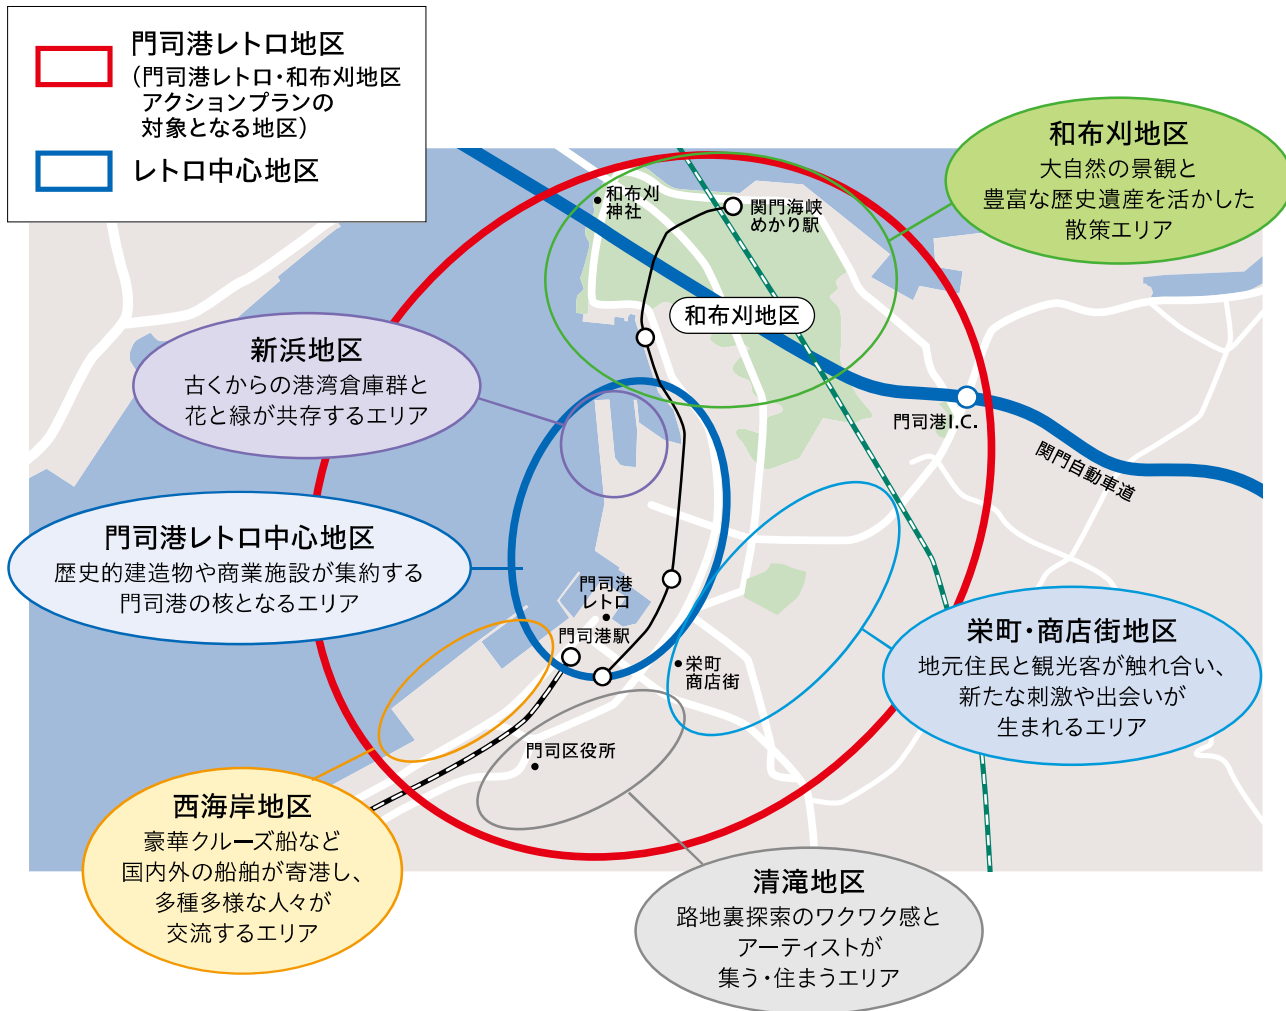 門司港レトロ地区
（門司港レトロ・和布刈地区
アクションプランの
対象となる地区）
レトロ中心地区
和布刈地区
大自然の景観と
豊富な歴史遺産を活かした
散策エリア
和布刈
神社
関門海峡
めかり駅
和布刈地区
新浜地区
古くからの港湾倉庫群と
花と緑が共存するエリア
門司港I.C.
関門自動車道
門司港レトロ中心地区
歴史的建造物や商業施設が集約する
門司港の核となるエリア
門司港
レトロ
門司港駅
栄町
商店街
栄町・商店街地区
地元住民と観光客が触れ合い、
新たな刺激や出会いが
生まれるエリア
門司区役所
西海岸地区
豪華クルーズ船など
国内外の船舶が寄港し、
多種多様な人々が
交流するエリア
清滝地区
路地裏探索のワクワク感と
アーティストが
集う・住まうエリア